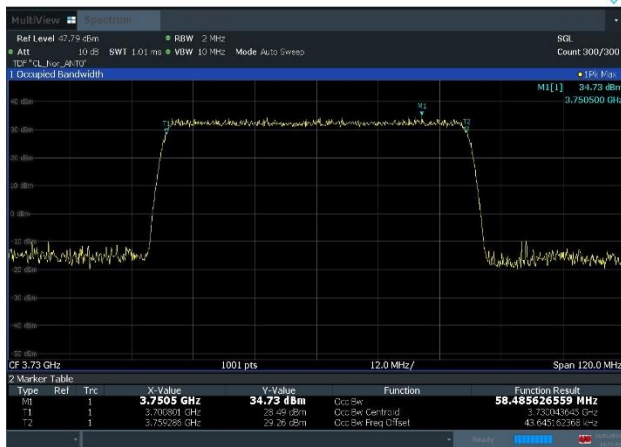 MultiView Spectrum
Ref Level 47.79 dBm RBW 2 MHz SGL
Att 10 dB SWT 1.01 ms VBW 10 MHz Mode Auto Sweep Count 300/300
TDF "CL_Nor_ANT0"
1 Occupied Bandwidth 1Pk Max
M1[1] 34.73 dBm
3.750500 GHz
40 dBm
M1
30 dBm
T1
T2
20 dBm
10 dBm
0 dBm
-10 dBm
-20 dBm
-30 dBm
-40 dBm
-50 dBm
CF 3.73 GHz 1001 pts 12.0 MHz/ Span 120.0 MHz
2 Marker Table
Type Ref Trc X-Value Y-Value Function Function Result
M1 1 3.7505 GHz 34.73 dBm Occ Bw 58.485626559 MHz
T1 1 3.700801 GHz 28.49 dBm Occ Bw Centroid 3.730043645 GHz
T2 1 3.759286 GHz 29.26 dBm Occ Bw Freq Offset 43.645162368 kHz
Ready